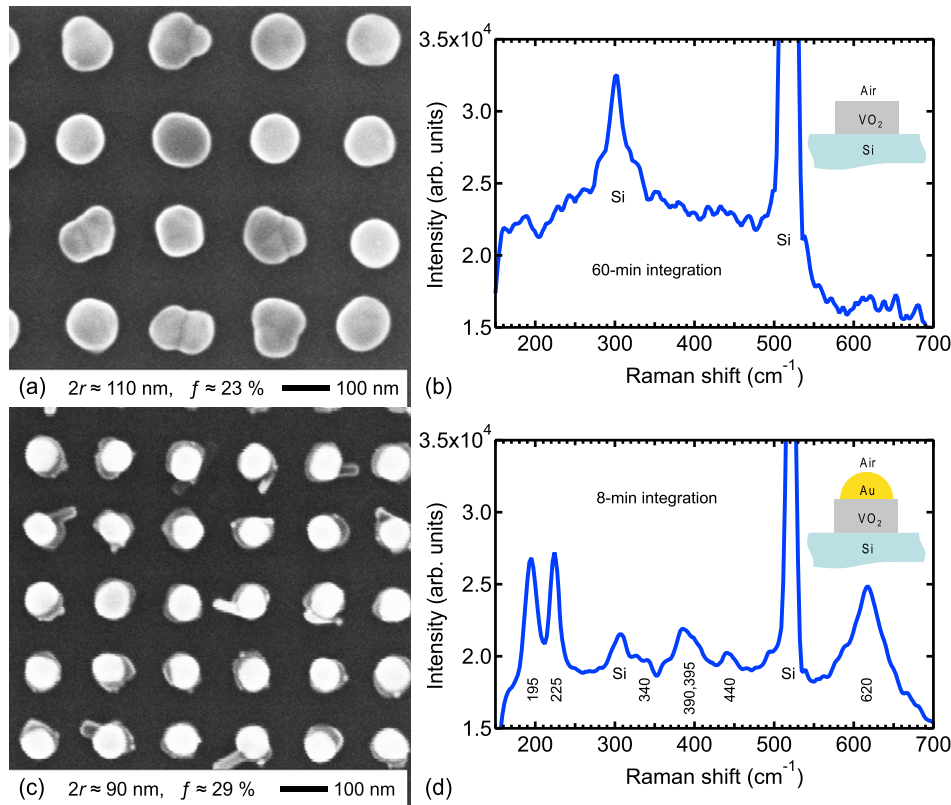 (a) 2r ≈ 110 nm, f ≈ 23 % 100 nm
3.5x10⁴
3.0
2.5
2.0
1.5
Intensity (arb. units)
Air
VO₂
Si
Si
Si
60-min integration
200 300 400 500 600 700
Raman shift (cm⁻¹)
(b)
(c) 2r ≈ 90 nm, f ≈ 29 % 100 nm
3.5x10⁴
3.0
2.5
2.0
1.5
Intensity (arb. units)
8-min integration
Air
Au
VO₂
Si
195
225
Si
340
390,395
440
Si
620
200 300 400 500 600 700
Raman shift (cm⁻¹)
(d)